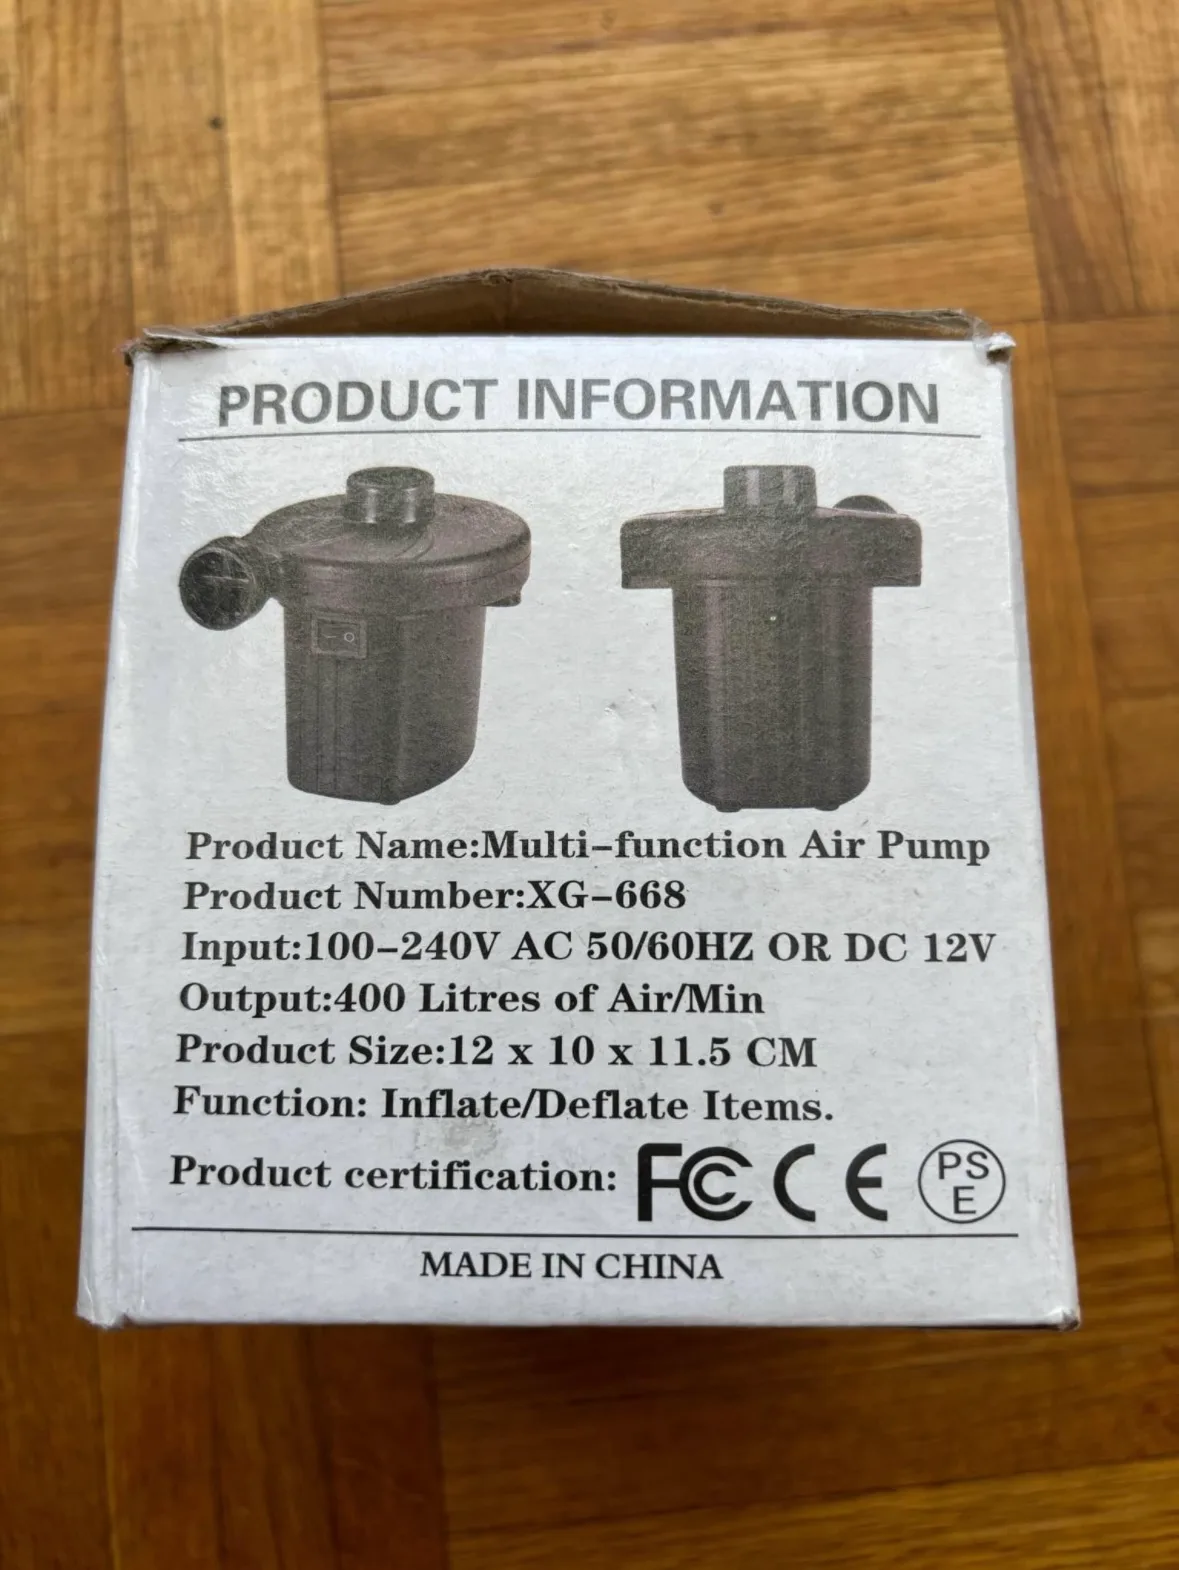 PRODUCT INFORMATION
Product Name:Multi-function Air Pump
Product Number:XG-668
Input:100-240V AC 50/60HZ OR DC 12V
Output:400 Litres of Air/Min
Product Size:12 x 10 x 11.5 CM
Function: Inflate/Deflate Items.
Product certification: FC CE PS E
MADE IN CHINA